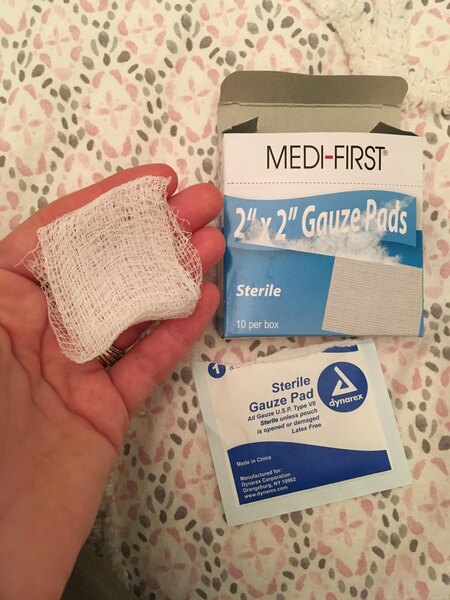 MEDI-FIRST®
2" x 2" Gauze Pads
Sterile
10 per box
1
Sterile
Gauze Pad
All Gauze U.S.P. Type VII
Sterile unless pouch
is opened or damaged
Latex Free
dynarex
Made in China
Manufactured for:
Dynarex Corporation
Orangeburg, NY 10962
www.dynarex.com